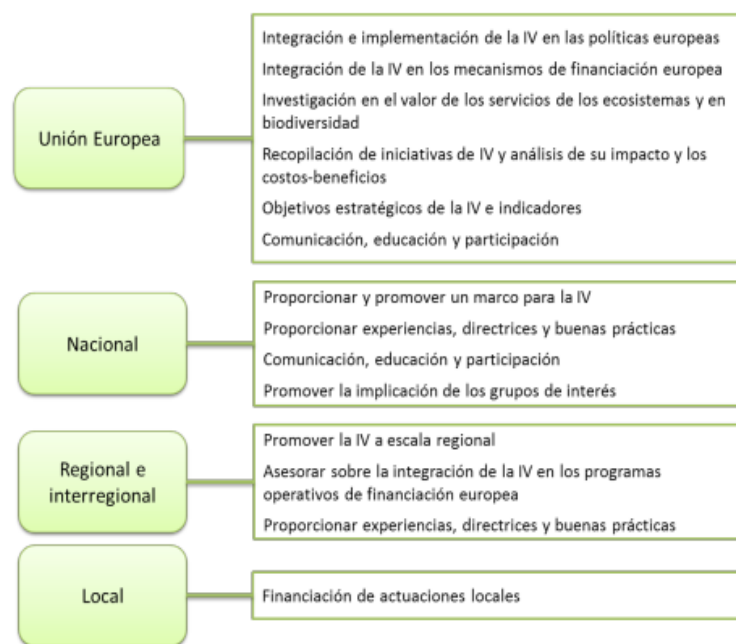 Unión Europea
Integración e implementación de la IV en las políticas europeas
Integración de la IV en los mecanismos de financiación europea
Investigación en el valor de los servicios de los ecosistemas y en
biodiversidad
Recopilación de iniciativas de IV y análisis de su impacto y los
costos-beneficios
Objetivos estratégicos de la IV e indicadores
Comunicación, educación y participación
Nacional
Proporcionar y promover un marco para la IV
Proporcionar experiencias, directrices y buenas prácticas
Comunicación, educación y participación
Promover la implicación de los grupos de interés
Regional e
interregional
Promover la IV a escala regional
Asesorar sobre la integración de la IV en los programas
operativos de financiación europea
Proporcionar experiencias, directrices y buenas prácticas
Local
Financiación de actuaciones locales